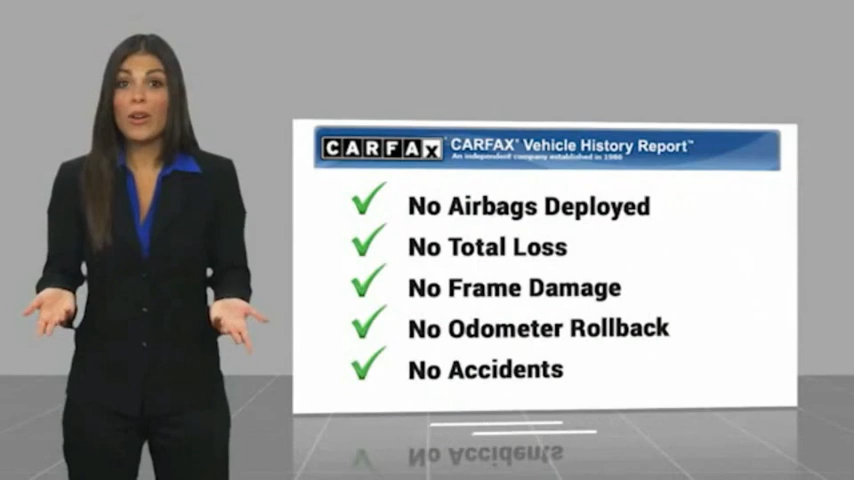 CARFAX CARFAX® Vehicle History Report™
An independent company established in 1986
No Airbags Deployed
No Total Loss
No Frame Damage
No Odometer Rollback
No Accidents
No Accidents